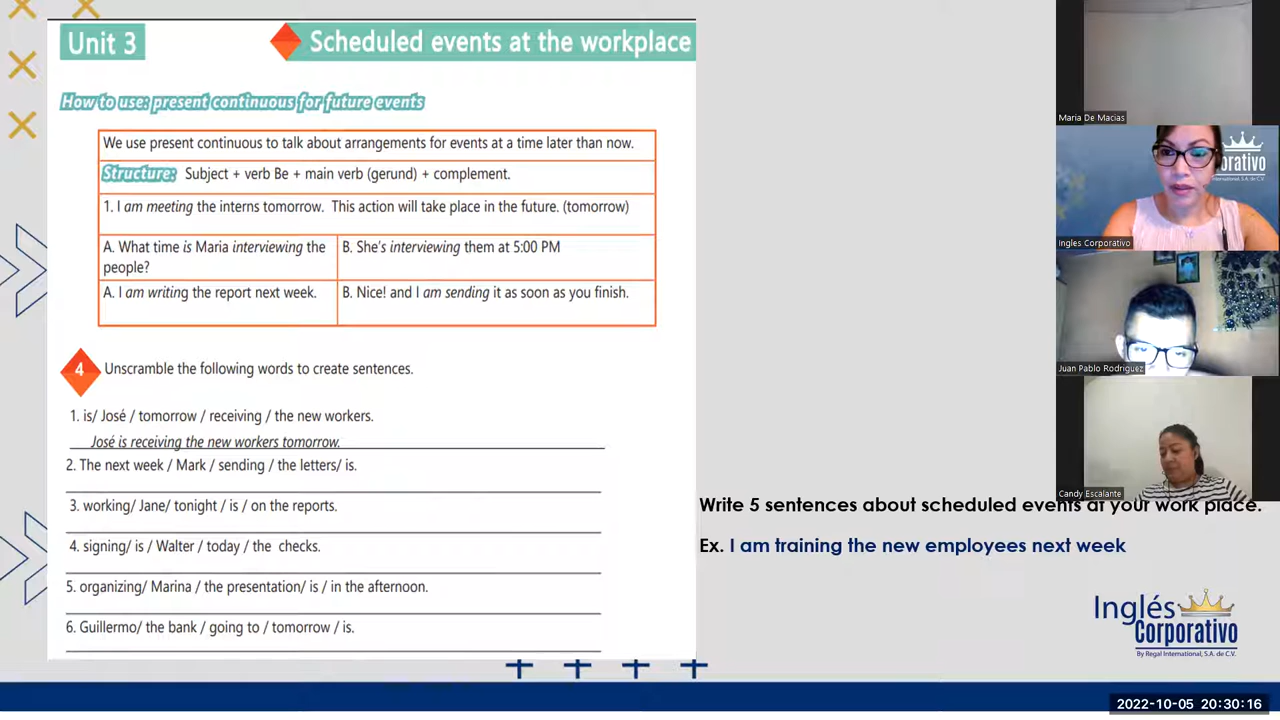 Unit 3
Scheduled events at the workplace
How to use: present continuous for future events
We use present continuous to talk about arrangements for events at a time later than now.
Structure: Subject + verb Be + main verb (gerund) + complement.
1. I am meeting the interns tomorrow. This action will take place in the future. (tomorrow)
A. What time is Maria interviewing the people?
B. She's interviewing them at 5:00 PM
A. I am writing the report next week.
B. Nice! and I am sending it as soon as you finish.
4 Unscramble the following words to create sentences.
1. is/ José / tomorrow / receiving / the new workers.
José is receiving the new workers tomorrow.
2. The next week / Mark / sending / the letters/ is.
3. working/ Jane/ tonight / is / on the reports.
4. signing/ is / Walter / today / the checks.
5. organizing/ Marina / the presentation/ is / in the afternoon.
6. Guillermo/ the bank / going to / tomorrow / is.
Write 5 sentences about scheduled events at your work place.
Ex. I am training the new employees next week
Inglés
Corporativo
By Regal International, S.A. de C.V.
Maria De Macias
orativo
International, S.A. de C.V.
Ingles Corporativo
Juan Pablo Rodriguez
Candy Escalante
2022-10-05 20:30:16